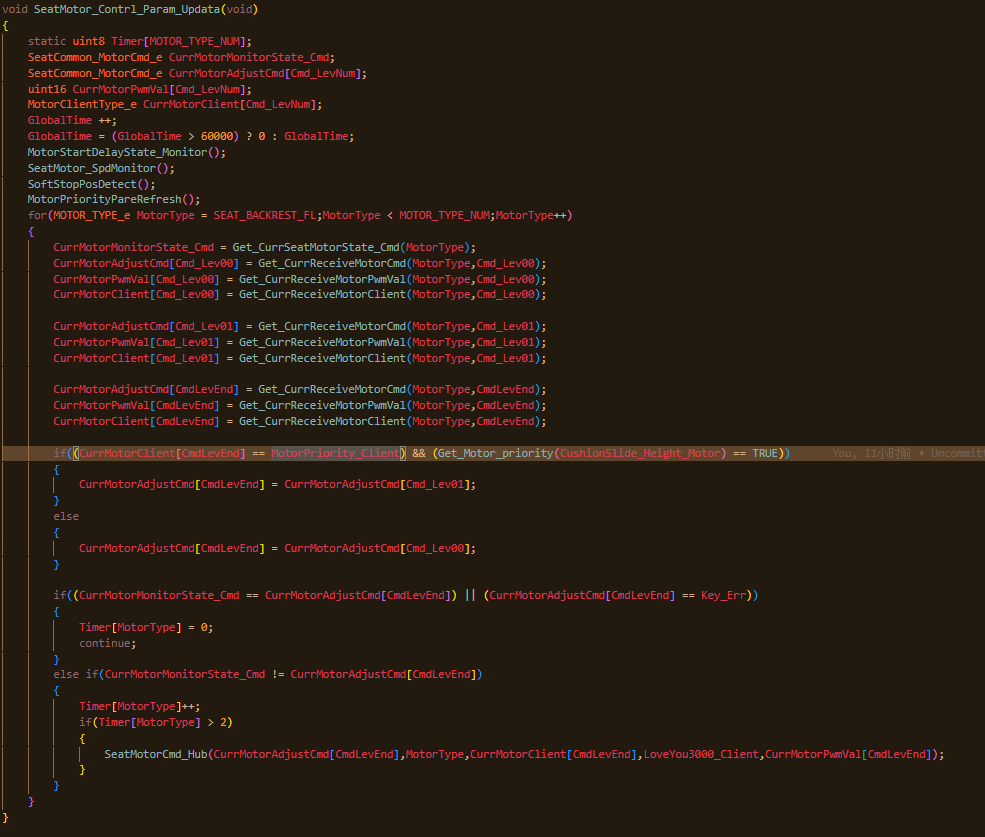 void SeatMotor_Contrl_Param_Updata(void)
{
static uint8 Timer[MOTOR_TYPE_NUM];
SeatCommon_MotorCmd_e CurrMotorMonitorState_Cmd;
SeatCommon_MotorCmd_e CurrMotorAdjustCmd[Cmd_LevNum];
uint16 CurrMotorPwmVal[Cmd_LevNum];
MotorClientType_e CurrMotorClient[Cmd_LevNum];
GlobalTime ++;
GlobalTime = (GlobalTime > 60000) ? 0 : GlobalTime;
MotorStartDelayState_Monitor();
SeatMotor_SpdMonitor();
SoftStopPosDetect();
MotorPriorityPareRefresh();
for(MOTOR_TYPE_e MotorType = SEAT_BACKREST_FL;MotorType < MOTOR_TYPE_NUM;MotorType++)
{
CurrMotorMonitorState_Cmd = Get_CurrSeatMotorState_Cmd(MotorType);
CurrMotorAdjustCmd[Cmd_Lev00] = Get_CurrReceiveMotorCmd(MotorType,Cmd_Lev00);
CurrMotorPwmVal[Cmd_Lev00] = Get_CurrReceiveMotorPwmVal(MotorType,Cmd_Lev00);
CurrMotorClient[Cmd_Lev00] = Get_CurrReceiveMotorClient(MotorType,Cmd_Lev00);
CurrMotorAdjustCmd[Cmd_Lev01] = Get_CurrReceiveMotorCmd(MotorType,Cmd_Lev01);
CurrMotorPwmVal[Cmd_Lev01] = Get_CurrReceiveMotorPwmVal(MotorType,Cmd_Lev01);
CurrMotorClient[Cmd_Lev01] = Get_CurrReceiveMotorClient(MotorType,Cmd_Lev01);
CurrMotorAdjustCmd[CmdLevEnd] = Get_CurrReceiveMotorCmd(MotorType,CmdLevEnd);
CurrMotorPwmVal[CmdLevEnd] = Get_CurrReceiveMotorPwmVal(MotorType,CmdLevEnd);
CurrMotorClient[CmdLevEnd] = Get_CurrReceiveMotorClient(MotorType,CmdLevEnd);
if((CurrMotorClient[CmdLevEnd] == MotorPriority_Client) && (Get_Motor_priority(CushionSlide_Height_Motor) == TRUE)) You, 11小时前 • Uncommitt
{
CurrMotorAdjustCmd[CmdLevEnd] = CurrMotorAdjustCmd[Cmd_Lev01];
}
else
{
CurrMotorAdjustCmd[CmdLevEnd] = CurrMotorAdjustCmd[Cmd_Lev00];
}
if((CurrMotorMonitorState_Cmd == CurrMotorAdjustCmd[CmdLevEnd]) || (CurrMotorAdjustCmd[CmdLevEnd] == Key_Err))
{
Timer[MotorType] = 0;
continue;
}
else if(CurrMotorMonitorState_Cmd != CurrMotorAdjustCmd[CmdLevEnd])
{
Timer[MotorType]++;
if(Timer[MotorType] > 2)
{
SeatMotorCmd_Hub(CurrMotorAdjustCmd[CmdLevEnd],MotorType,CurrMotorClient[CmdLevEnd],LoveYou3000_Client,CurrMotorPwmVal[CmdLevEnd]);
}
}
}
}